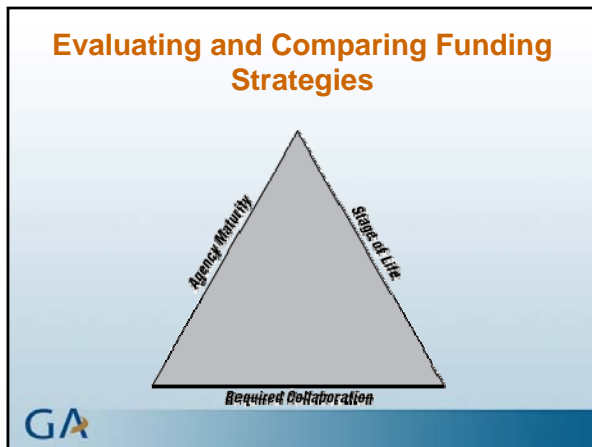 Evaluating and Comparing Funding
Strategies
Agency Maturity
Stage of Life
Required Collaboration
GA